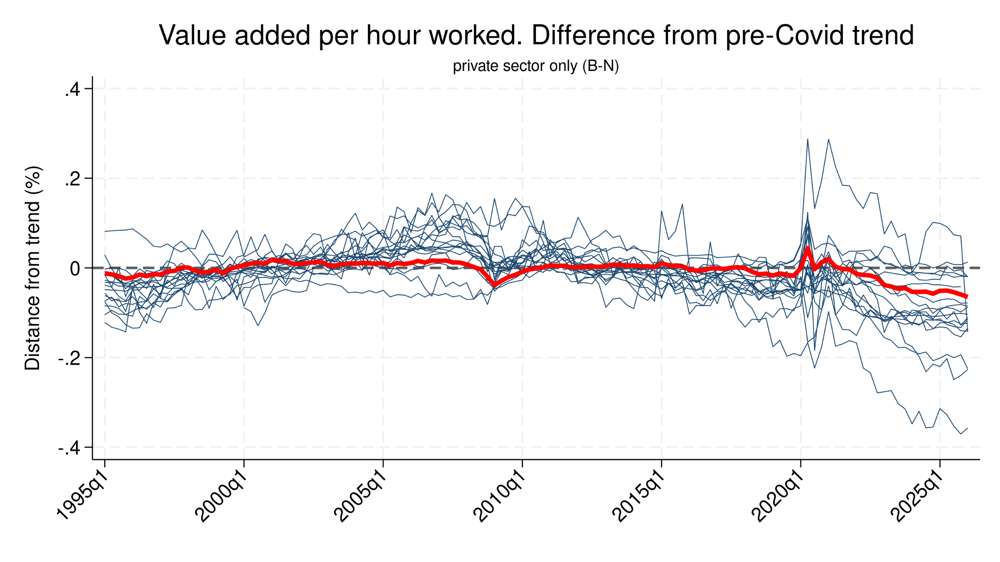 Value added per hour worked. Difference from pre-Covid trend
private sector only (B-N)
Distance from trend (%)
.4
.2
0
-.2
-.4
1995q1
2000q1
2005q1
2010q1
2015q1
2020q1
2025q1